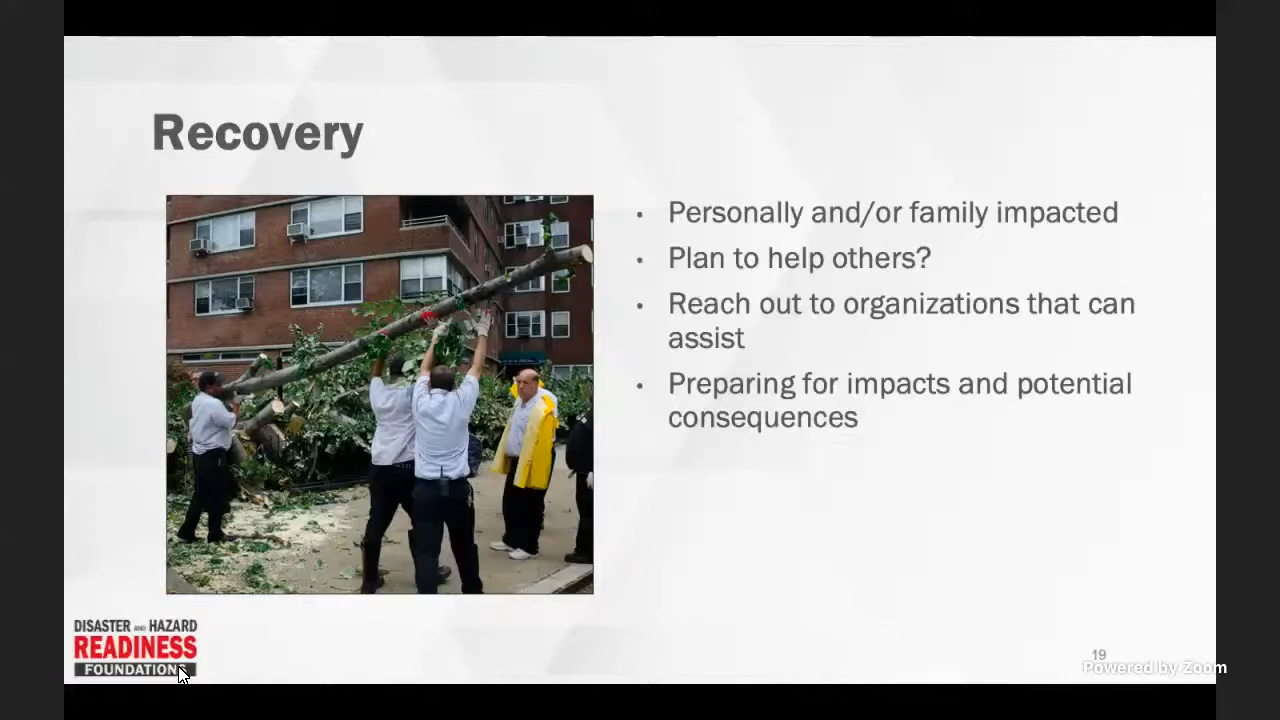 Recovery
• Personally and/or family impacted
• Plan to help others?
• Reach out to organizations that can
assist
• Preparing for impacts and potential
consequences
DISASTER AND HAZARD
READINESS
FOUNDATIONS
19
Powered by Zoom